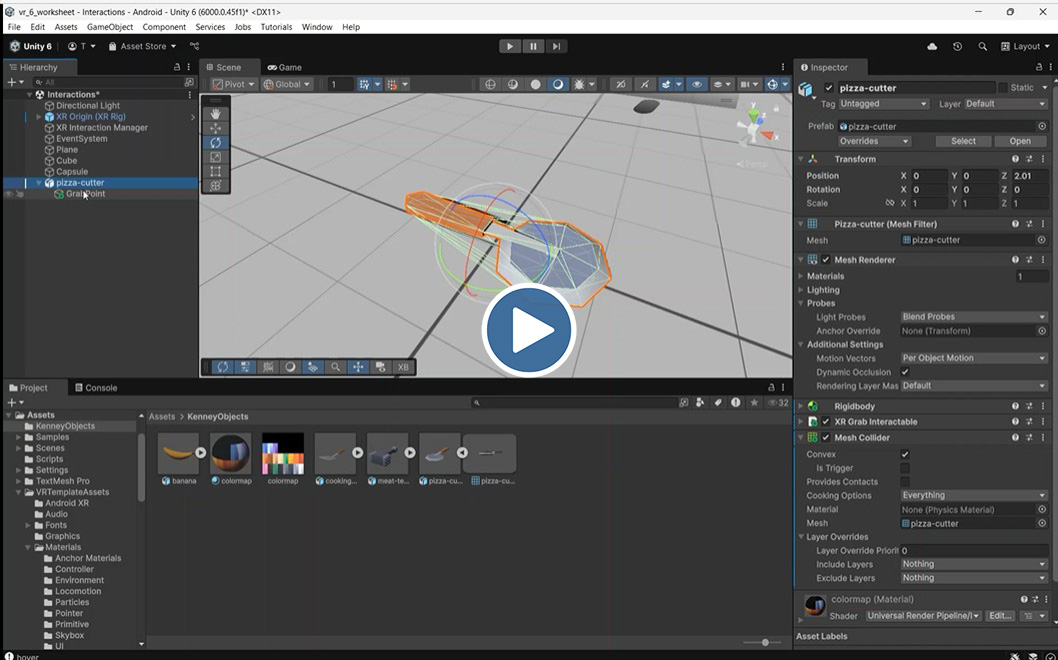 vr_6_worksheet - Interactions - Android - Unity 6 (6000.0.45f1)* <DX11>
File Edit Assets GameObject Component Services Jobs Tutorials Window Help
Unity 6 T Asset Store Layout
Hierarchy
All
Interactions*
Directional Light
XR Origin (XR Rig)
XR Interaction Manager
EventSystem
Plane
Cube
Capsule
pizza-cutter
GrabPoint
Scene Game
Pivot Global 1
Persp
XB
Inspector
pizza-cutter Static
Tag Untagged Layer Default
Prefab pizza-cutter
Overrides Select Open
Transform
Position X 0 Y 0 Z 2.01
Rotation X 0 Y 0 Z 0
Scale X 1 Y 1 Z 1
Pizza-cutter (Mesh Filter)
Mesh pizza-cutter
Mesh Renderer
Materials 1
Lighting
Probes
Light Probes Blend Probes
Anchor Override None (Transform)
Additional Settings
Motion Vectors Per Object Motion
Dynamic Occlusion
Rendering Layer Mas Default
Rigidbody
XR Grab Interactable
Mesh Collider
Convex
Is Trigger
Provides Contacts
Cooking Options Everything
Material None (Physics Material)
Mesh pizza-cutter
Layer Overrides
Layer Override Priorit 0
Include Layers Nothing
Exclude Layers Nothing
colormap (Material)
Shader Universal Render Pipeline/l Edit...
Asset Labels
Project Console
32
Assets
KenneyObjects
Samples
Scenes
Scripts
Settings
TextMesh Pro
VRTemplateAssets
Android XR
Audio
Fonts
Graphics
Materials
Anchor Materials
Controller
Environment
Locomotion
Particles
Pointer
Primitive
Skybox
UI
Assets > KenneyObjects
banana colormap colormap cooking... meat-te... pizza-cu... pizza-cu...
hover